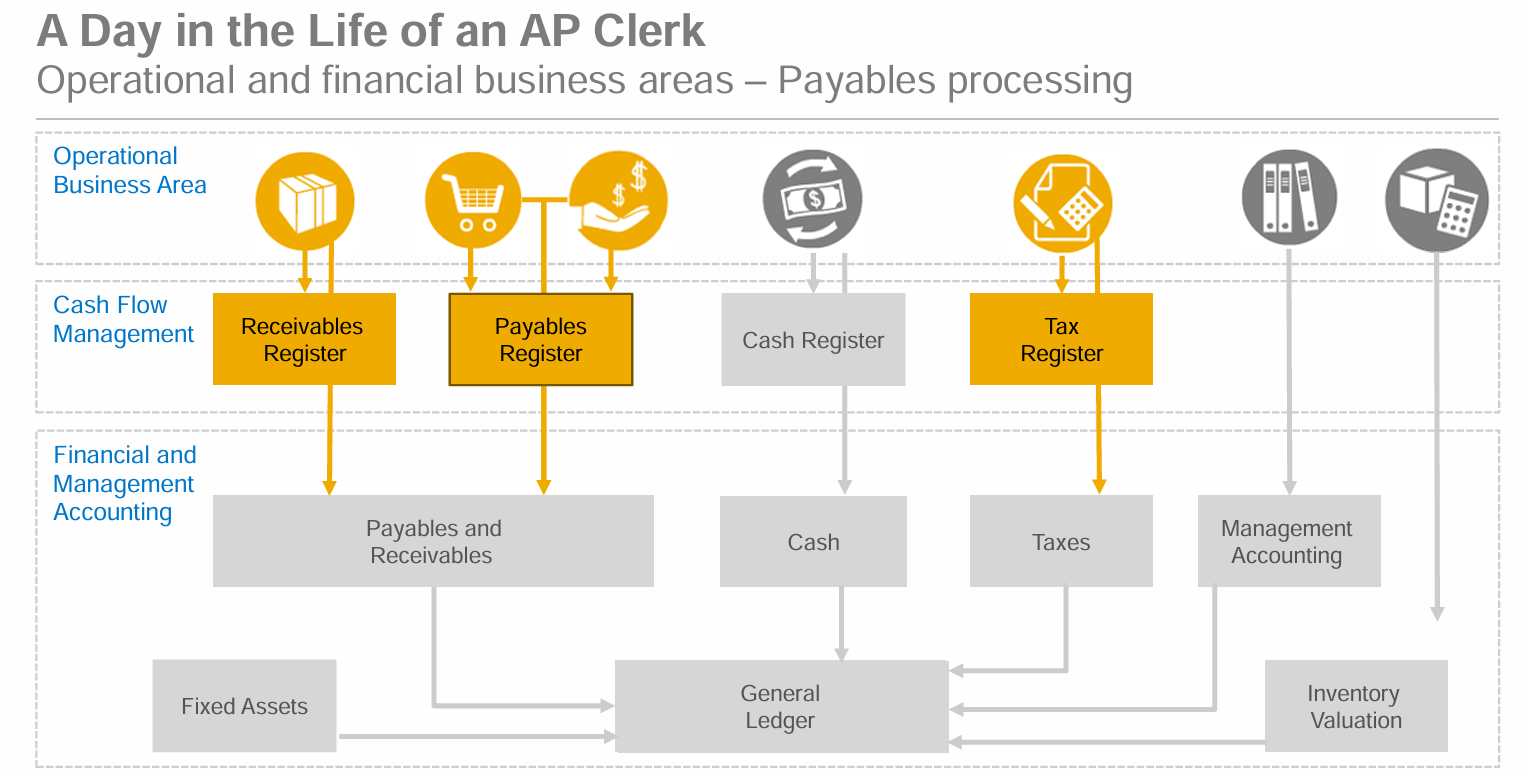 A Day in the Life of an AP Clerk
Operational and financial business areas – Payables processing
Operational
Business Area
$
$
$
Cash Flow
Management
Receivables
Register
Payables
Register
Cash Register
Tax
Register
Financial and
Management
Accounting
Payables and
Receivables
Cash
Taxes
Management
Accounting
Fixed Assets
General
Ledger
Inventory
Valuation